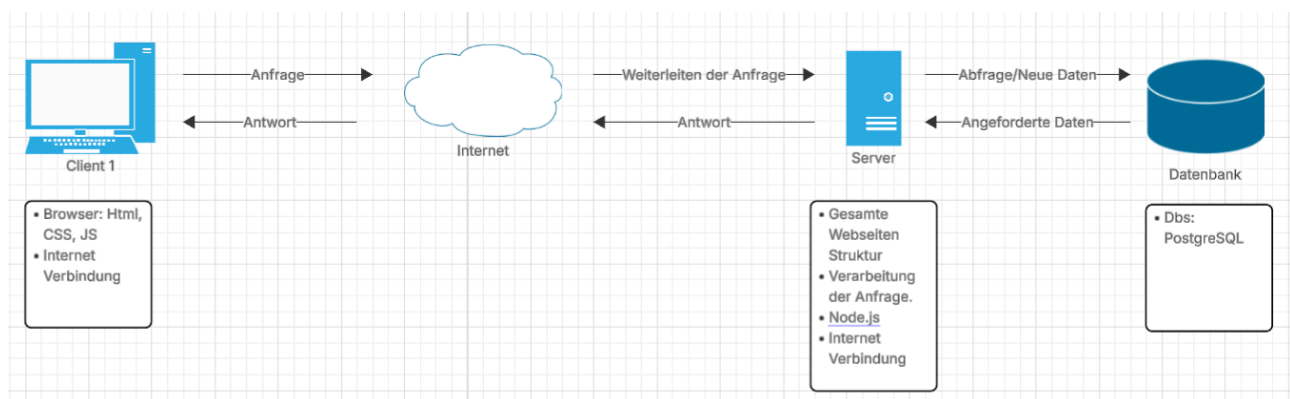 Anfrage
Weiterleiten der Anfrage
Abfrage/Neue Daten
Antwort
Antwort
Angeforderte Daten
Client 1
Internet
Server
Datenbank
• Browser: Html,
CSS, JS
• Internet
Verbindung
• Gesamte
Webseiten
Struktur
• Verarbeitung
der Anfrage.
• Node.js
• Internet
Verbindung
• Dbs:
PostgreSQL